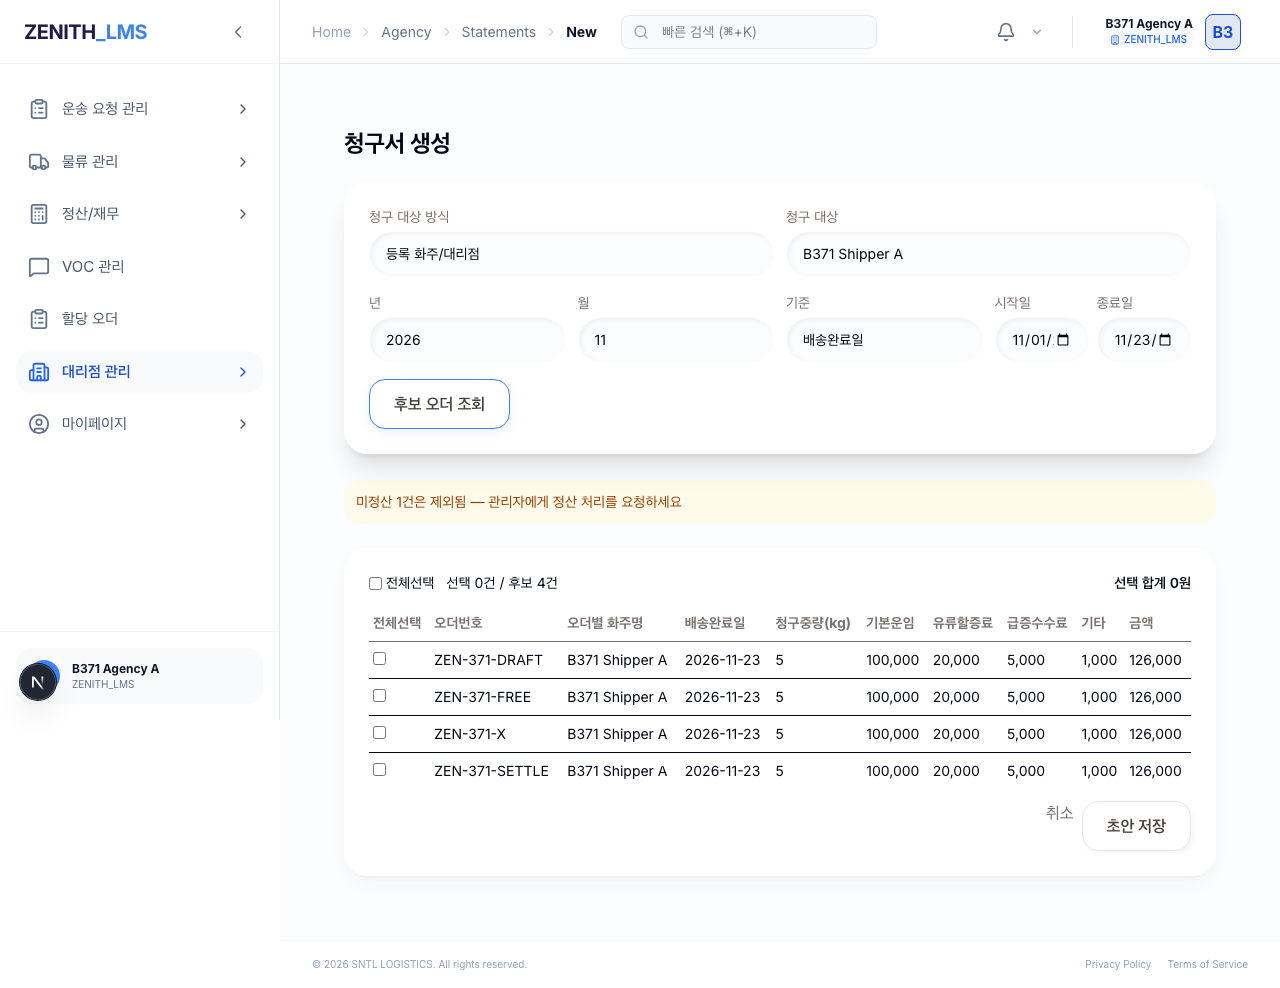 ZENITH_LMS
Home > Agency > Statements > New
빠른 검색 (⌘+K)
B371 Agency A
ZENITH_LMS
B3
운송 요청 관리
물류 관리
정산/재무
VOC 관리
할당 오더
대리점 관리
마이페이지
B371 Agency A
ZENITH_LMS
N
청구서 생성
청구 대상 방식 청구 대상
등록 화주/대리점 B371 Shipper A
년 월 기준 시작일 종료일
2026 11 배송완료일 11/01/ 11/23/
후보 오더 조회
미정산 1건은 제외됨 — 관리자에게 정산 처리를 요청하세요
전체선택 선택 0건 / 후보 4건 선택 합계 0원
전체선택 오더번호 오더별 화주명 배송완료일 청구중량(kg) 기본운임 유류할증료 급증수수료 기타 금액
ZEN-371-DRAFT B371 Shipper A 2026-11-23 5 100,000 20,000 5,000 1,000 126,000
ZEN-371-FREE B371 Shipper A 2026-11-23 5 100,000 20,000 5,000 1,000 126,000
ZEN-371-X B371 Shipper A 2026-11-23 5 100,000 20,000 5,000 1,000 126,000
ZEN-371-SETTLE B371 Shipper A 2026-11-23 5 100,000 20,000 5,000 1,000 126,000
취소 초안 저장
© 2026 SNTL LOGISTICS. All rights reserved. Privacy Policy Terms of Service